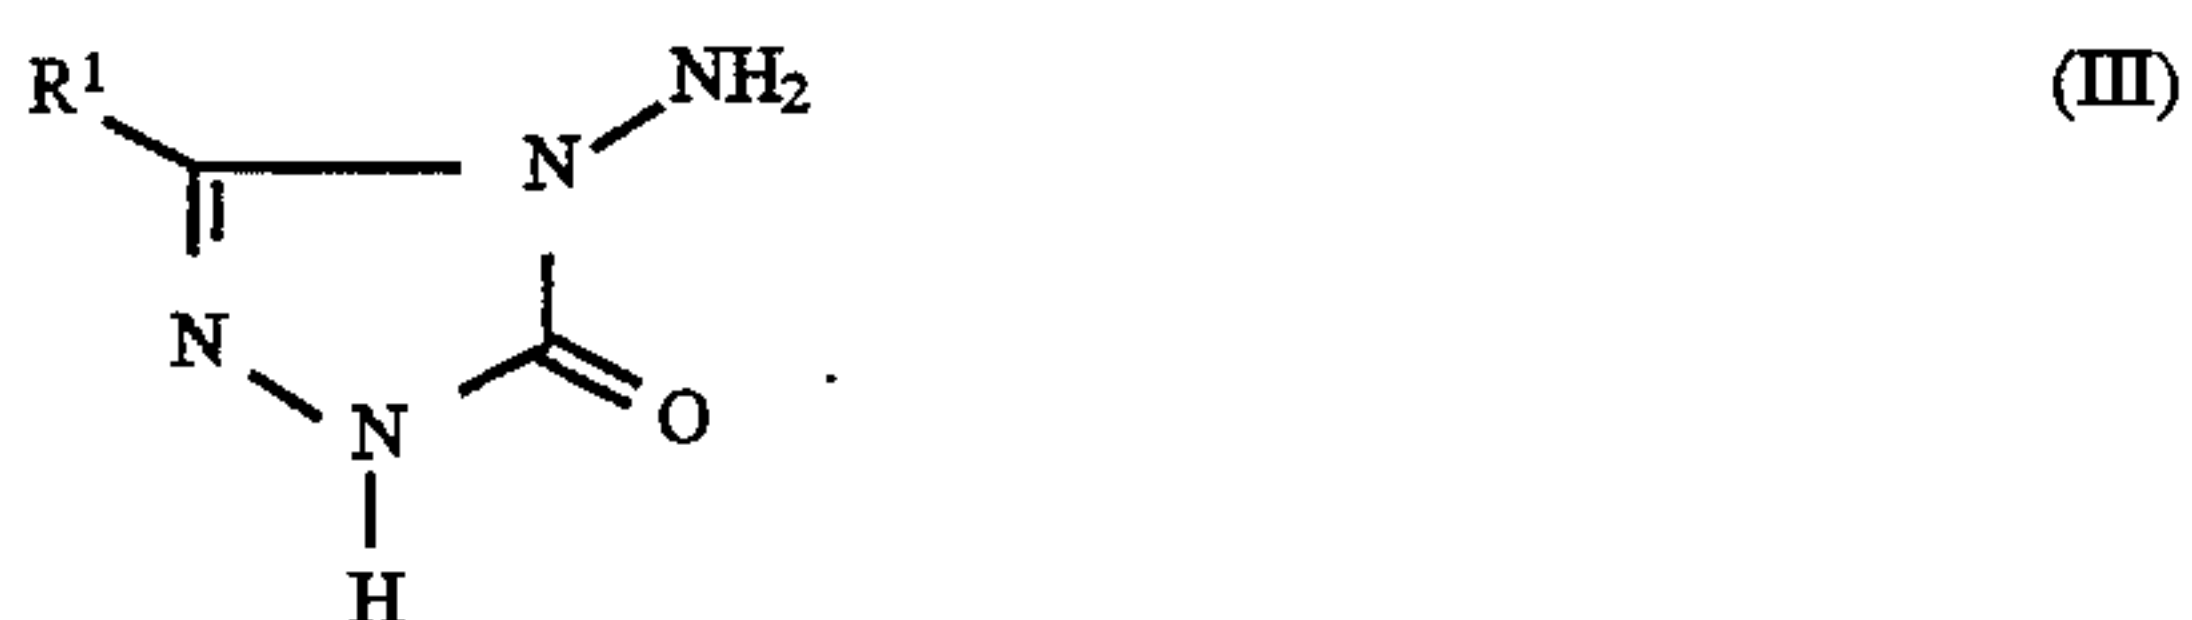 R¹ NH₂ (III)
N
N
N O .
H